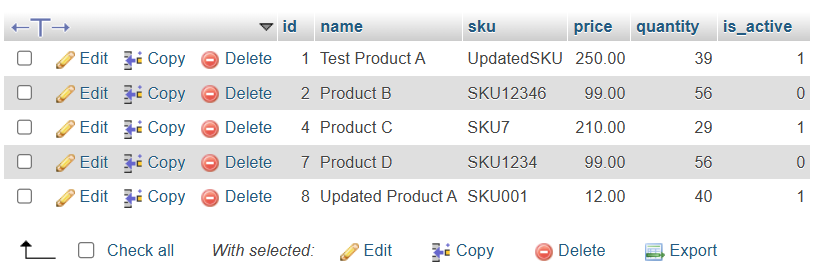 id name sku price quantity is_active
Edit Copy Delete 1 Test Product A UpdatedSKU 250.00 39 1
Edit Copy Delete 2 Product B SKU12346 99.00 56 0
Edit Copy Delete 4 Product C SKU7 210.00 29 1
Edit Copy Delete 7 Product D SKU1234 99.00 56 0
Edit Copy Delete 8 Updated Product A SKU001 12.00 40 1
Check all With selected: Edit Copy Delete Export